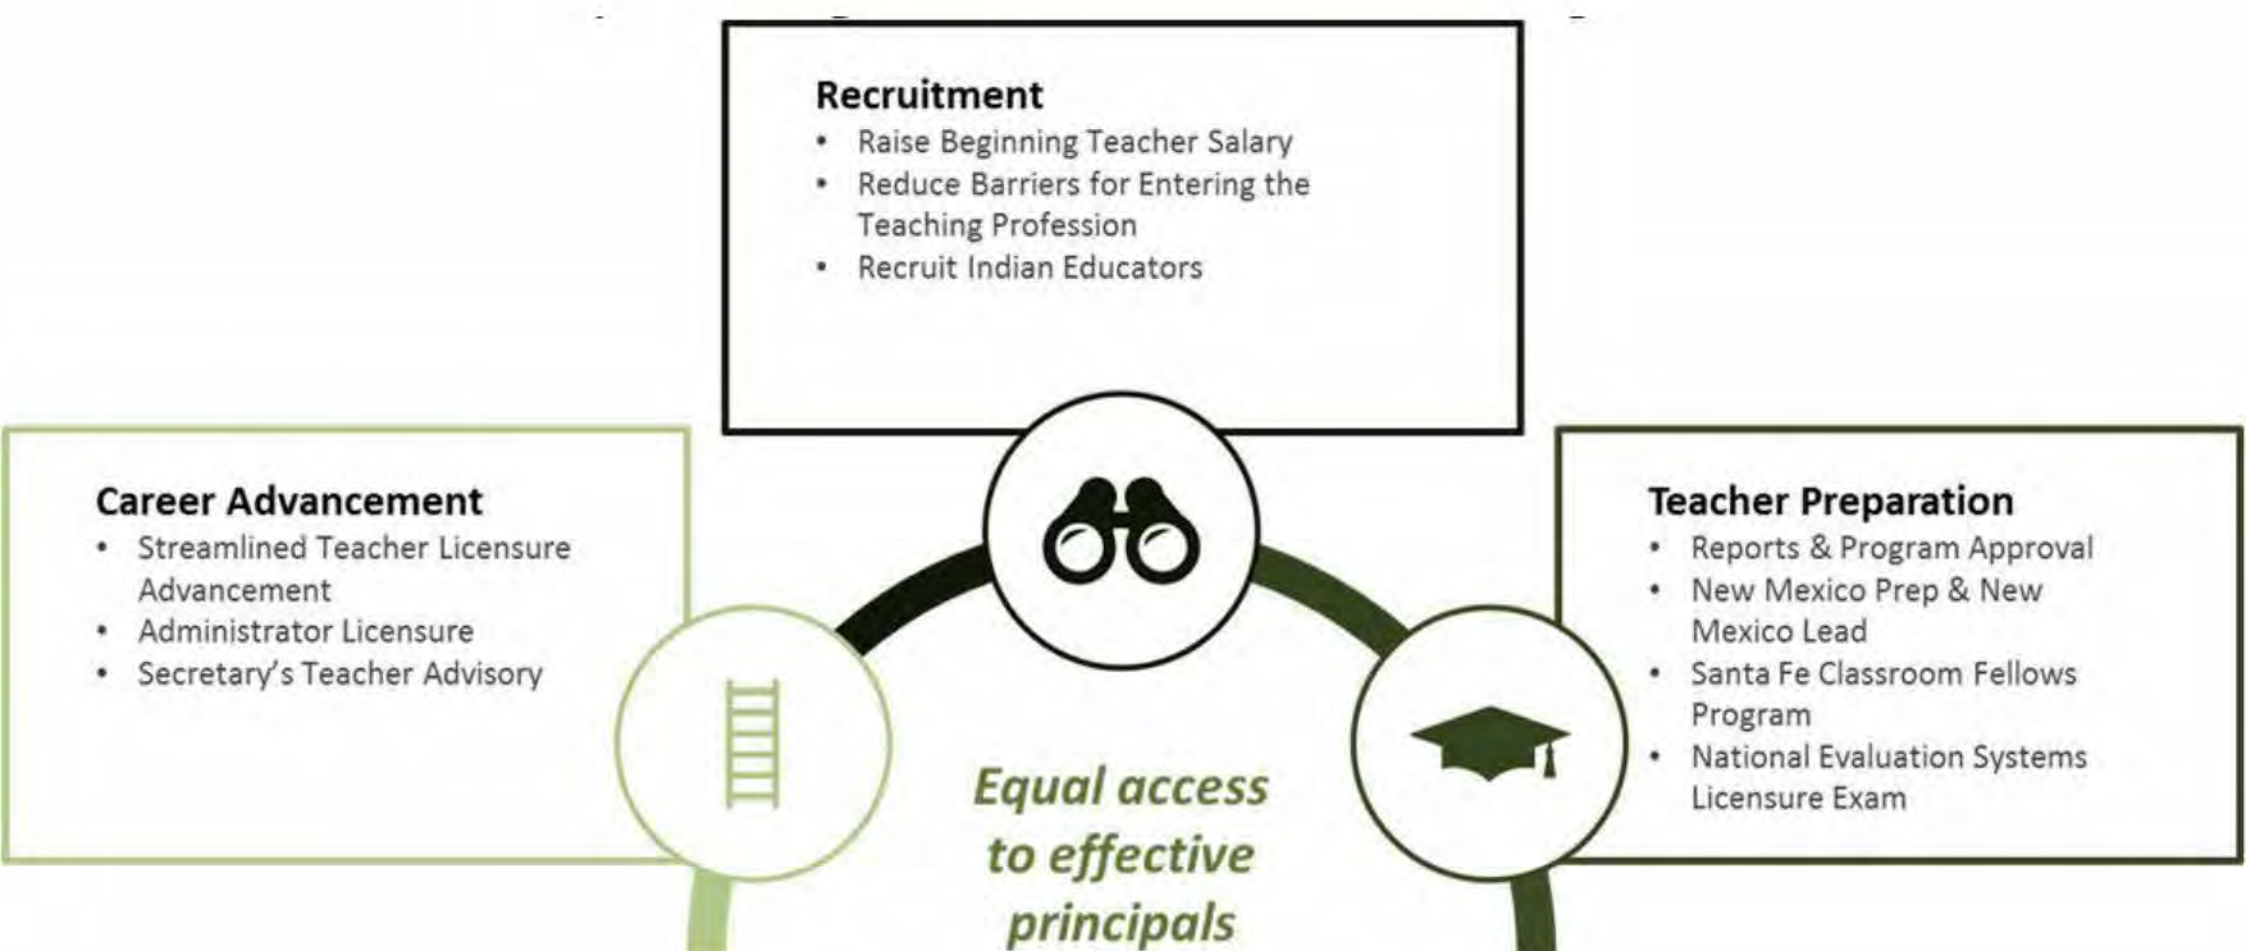 Recruitment
• Raise Beginning Teacher Salary
• Reduce Barriers for Entering the
Teaching Profession
• Recruit Indian Educators
Career Advancement
• Streamlined Teacher Licensure
Advancement
• Administrator Licensure
• Secretary’s Teacher Advisory
Teacher Preparation
• Reports & Program Approval
• New Mexico Prep & New
Mexico Lead
• Santa Fe Classroom Fellows
Program
• National Evaluation Systems
Licensure Exam
Equal access
to effective
principals